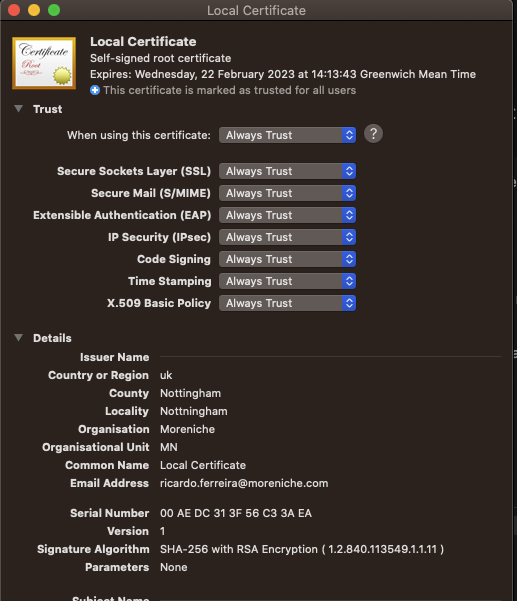 Local Certificate
Certificate
Root
Local Certificate
Self-signed root certificate
Expires: Wednesday, 22 February 2023 at 14:13:43 Greenwich Mean Time
This certificate is marked as trusted for all users
Trust
When using this certificate: Always Trust ?
Secure Sockets Layer (SSL) Always Trust
Secure Mail (S/MIME) Always Trust
Extensible Authentication (EAP) Always Trust
IP Security (IPsec) Always Trust
Code Signing Always Trust
Time Stamping Always Trust
X.509 Basic Policy Always Trust
Details
Issuer Name
Country or Region uk
County Nottingham
Locality Nottningham
Organisation Moreniche
Organisational Unit MN
Common Name Local Certificate
Email Address ricardo.ferreira@moreniche.com
Serial Number 00 AE DC 31 3F 56 C3 3A EA
Version 1
Signature Algorithm SHA-256 with RSA Encryption ( 1.2.840.113549.1.1.11 )
Parameters None
Subject Name